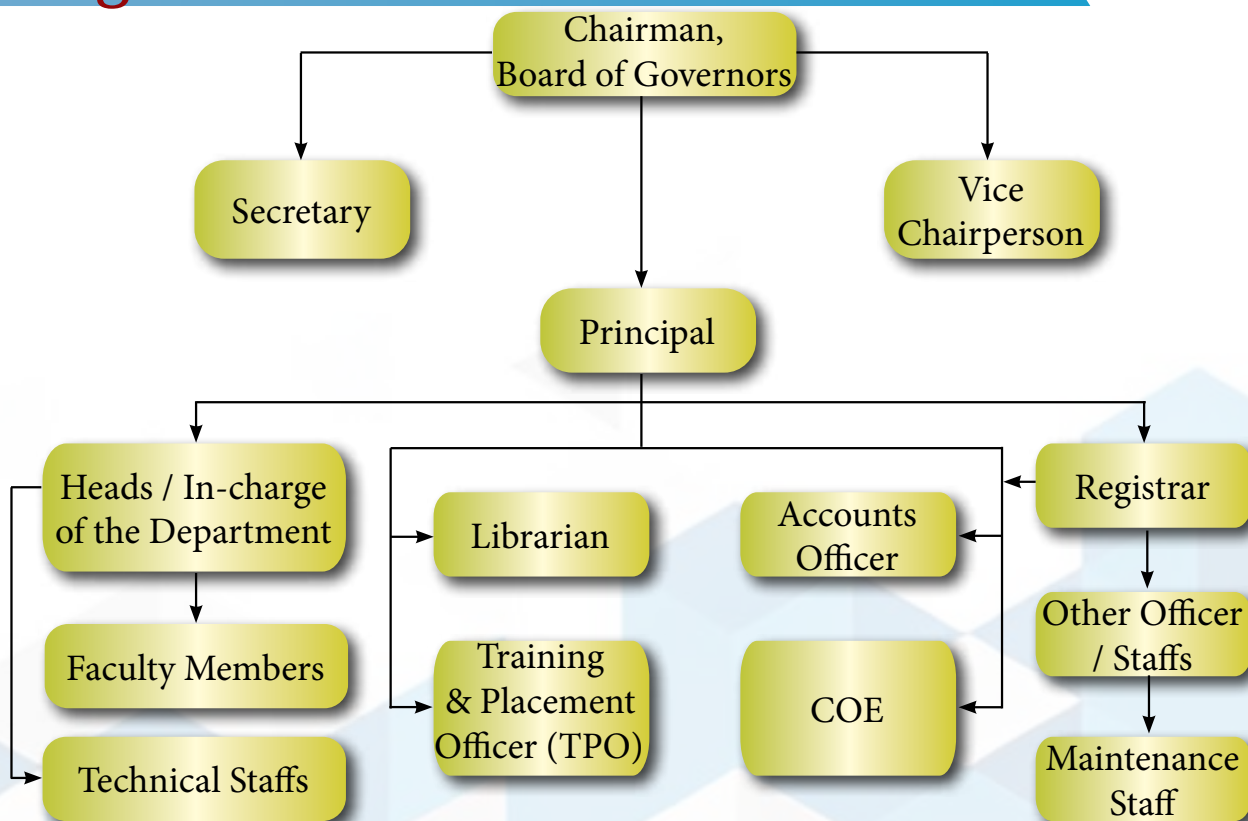 Chairman,
Board of Governors
Secretary
Vice
Chairperson
Principal
Heads / In-charge
of the Department
Registrar
Librarian
Accounts
Officer
Other Officer
/ Staffs
Faculty Members
Training
& Placement
Officer (TPO)
COE
Technical Staffs
Maintenance
Staff